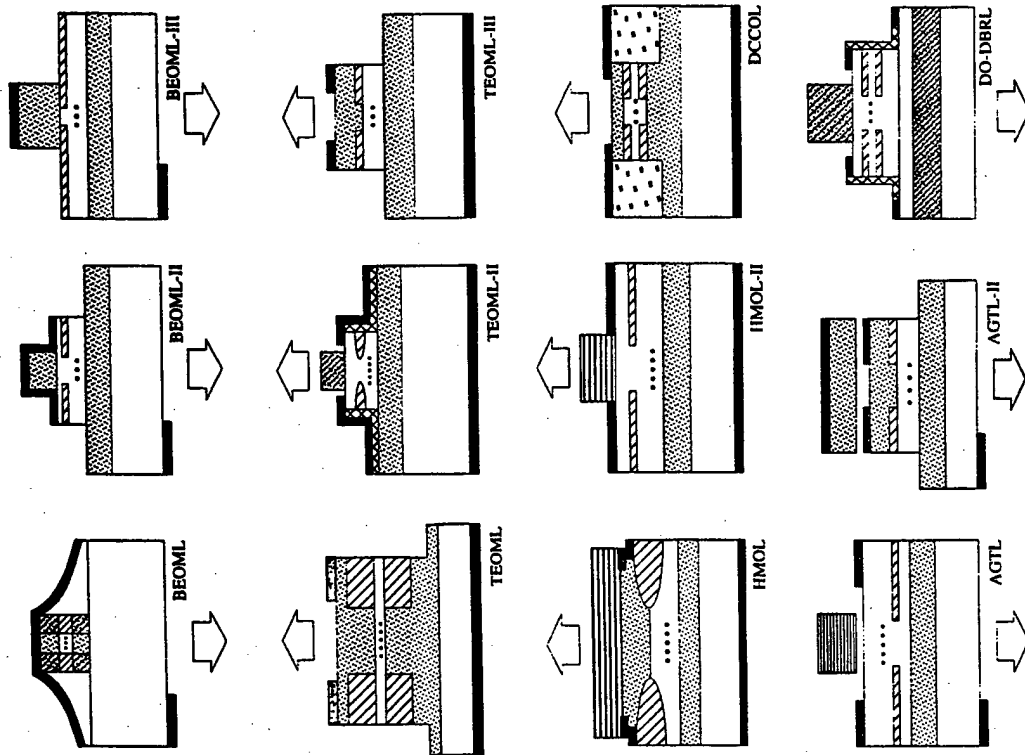 BEOML
BEOML-II
BEOML-III
TEOML
TEOML-II
TEOML-III
HMOL
HMOL-II
DCCOL
AGTL
AGTL-II
DO-DBRL